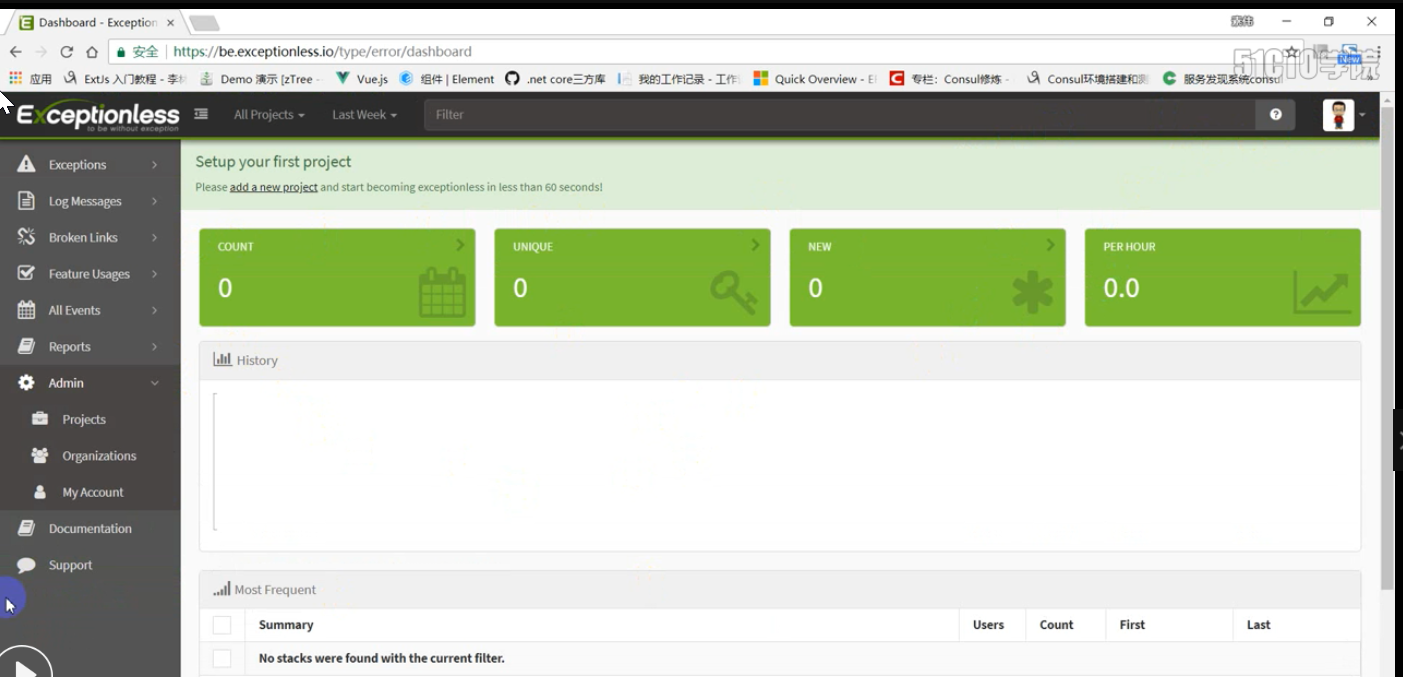 Dashboard - Exception
安全 https://be.exceptionless.io/type/error/dashboard
51CTO学院
应用 ExtJs 入门教程 - 李 Demo 演示 [zTree - Vue.js 组件 | Element .net core三方库 我的工作记录 - 工作 Quick Overview - E 专栏：Consul修炼 - Consul环境搭建和 服务发现系统consul
New
Exceptionless
to be without exception
All Projects Last Week Filter
Exceptions
Log Messages
Broken Links
Feature Usages
All Events
Reports
Admin
Projects
Organizations
My Account
Documentation
Support
Setup your first project
Please add a new project and start becoming exceptionless in less than 60 seconds!
COUNT UNIQUE NEW PER HOUR
0 0 0 0.0
History
Most Frequent
Summary Users Count First Last
No stacks were found with the current filter.